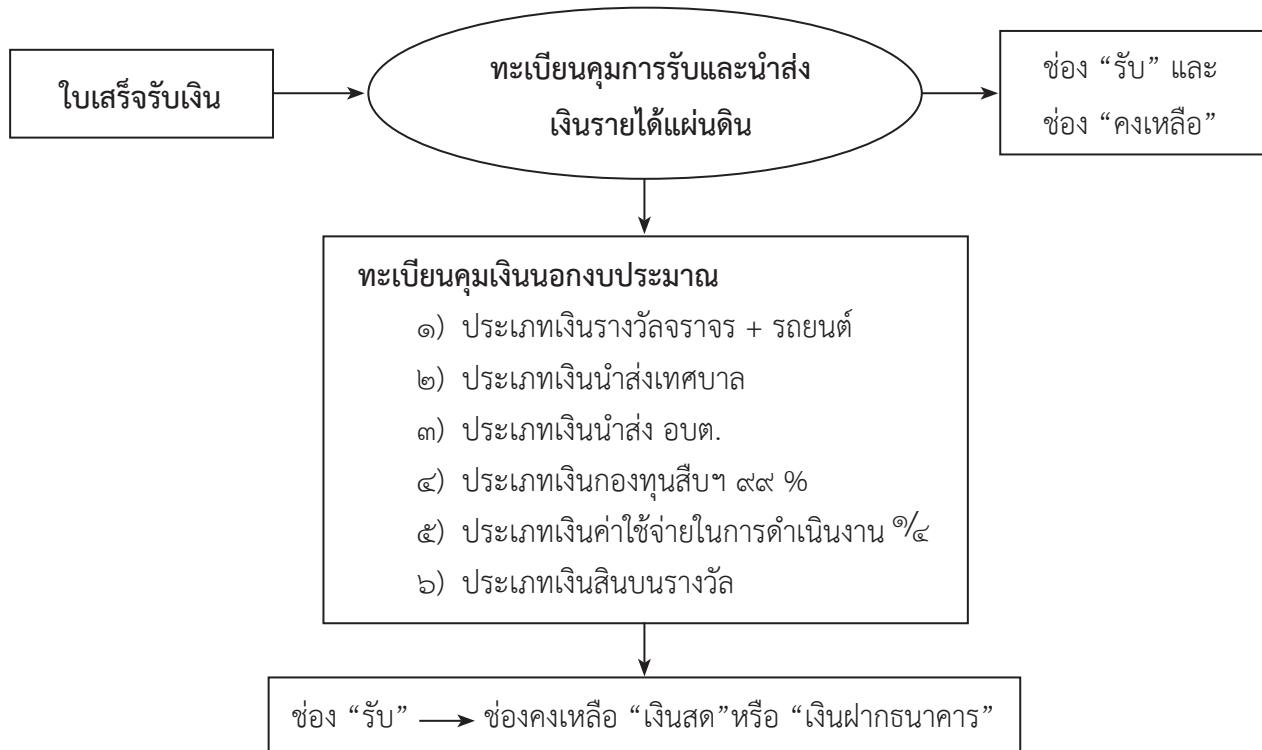 ใบเสร็จรับเงิน
ทะเบียนคุมการรับและนำส่ง
เงินรายได้แผ่นดิน
ช่อง “รับ” และ
ช่อง “คงเหลือ”
ทะเบียนคุมเงินนอกงบประมาณ
๑) ประเภทเงินรางวัลจราจร + รถยนต์
๒) ประเภทเงินนำส่งเทศบาล
๓) ประเภทเงินนำส่ง อบต.
๔) ประเภทเงินกองทุนสืบฯ ๙๙ %
๕) ประเภทเงินค่าใช้จ่ายในการดำเนินงาน ๑/๔
๖) ประเภทเงินสินบนรางวัล
ช่อง “รับ” → ช่องคงเหลือ “เงินสด”หรือ “เงินฝากธนาคาร”